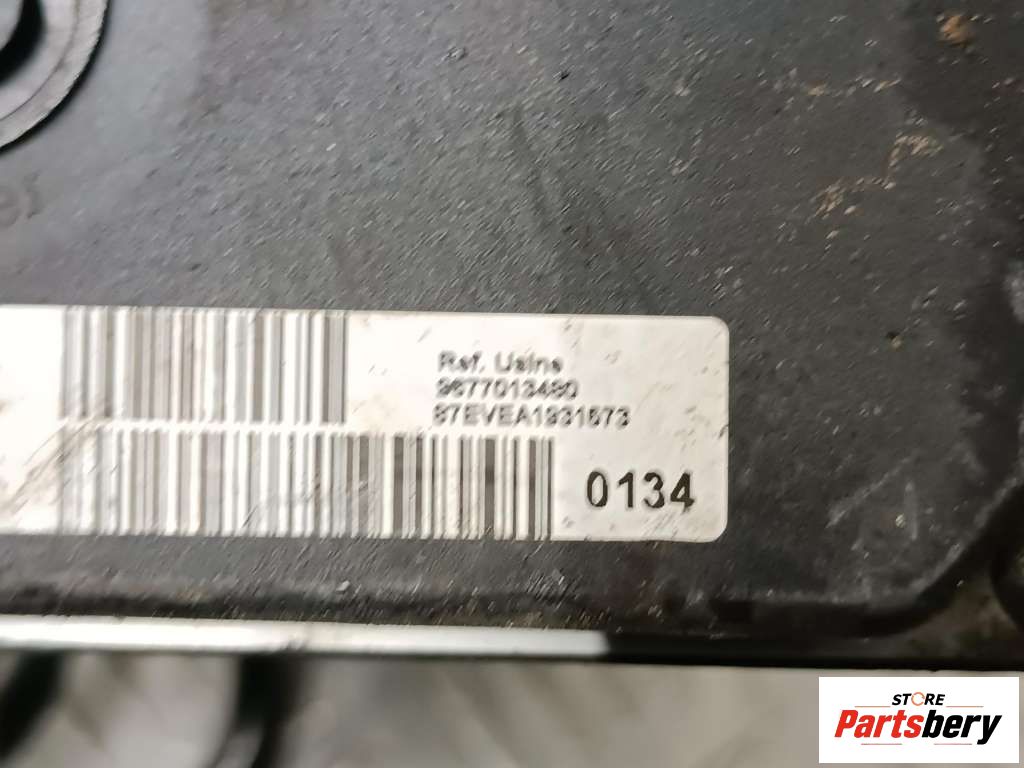 Ref. Usine
9677013480
87EVEA1931573
0134
STORE
Partsbery